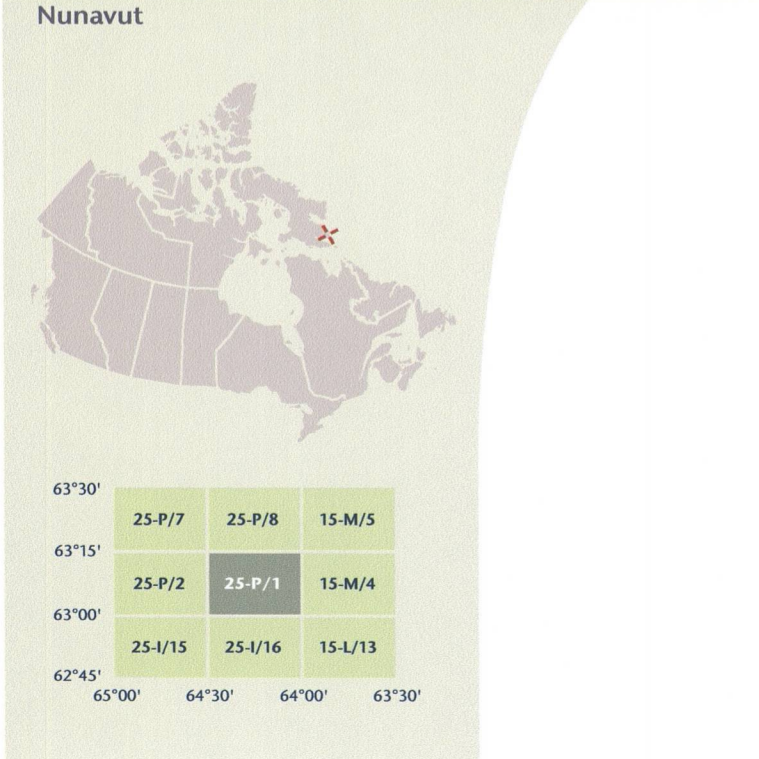 Nunavut
63°30'
25-P/7 25-P/8 15-M/5
63°15'
25-P/2 25-P/1 15-M/4
63°00'
25-I/15 25-I/16 15-L/13
62°45'
65°00' 64°30' 64°00' 63°30'